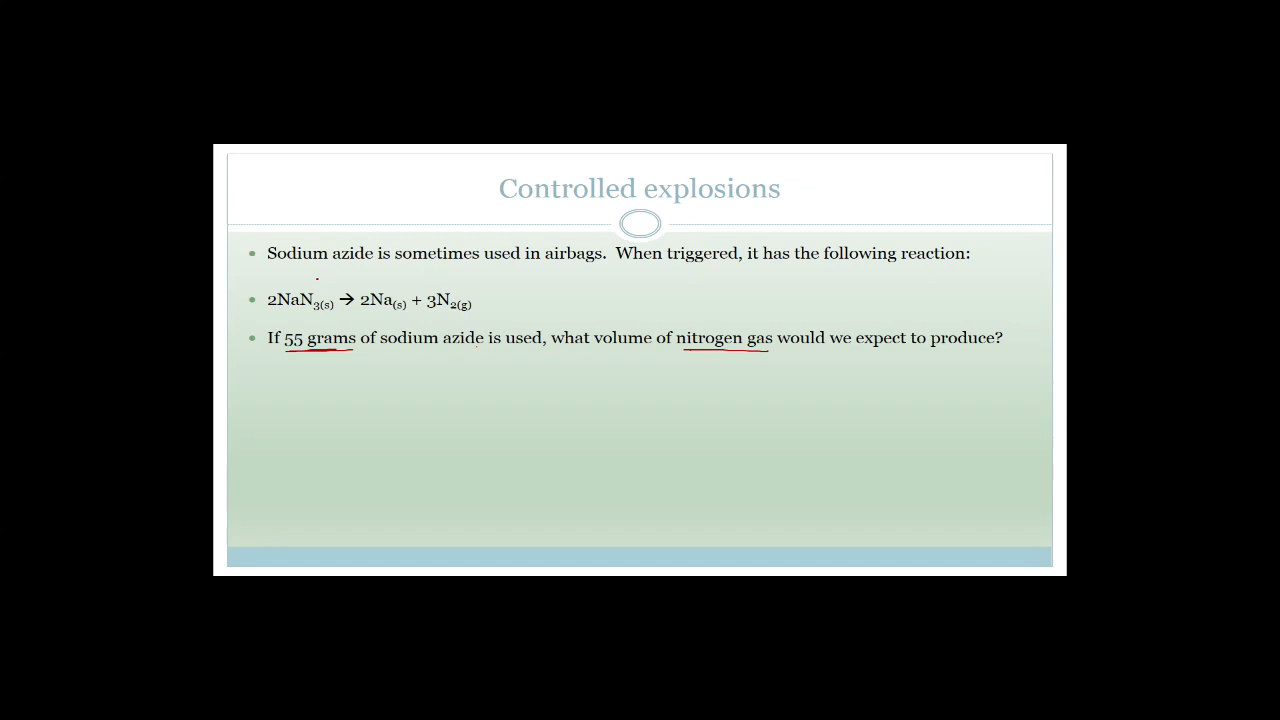 Controlled explosions
Sodium azide is sometimes used in airbags.  When triggered, it has the following reaction:
2NaN3(s) → 2Na(s) + 3N2(g)
If 55 grams of sodium azide is used, what volume of nitrogen gas would we expect to produce?